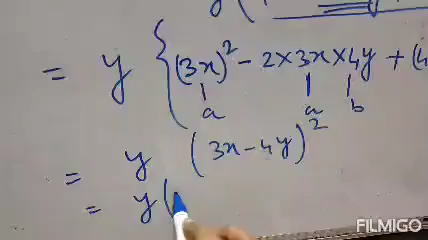 = y {(3x)² - 2×3x×4y + (4
a a b
= y (3x-4y)²
= y (
FILMIGO